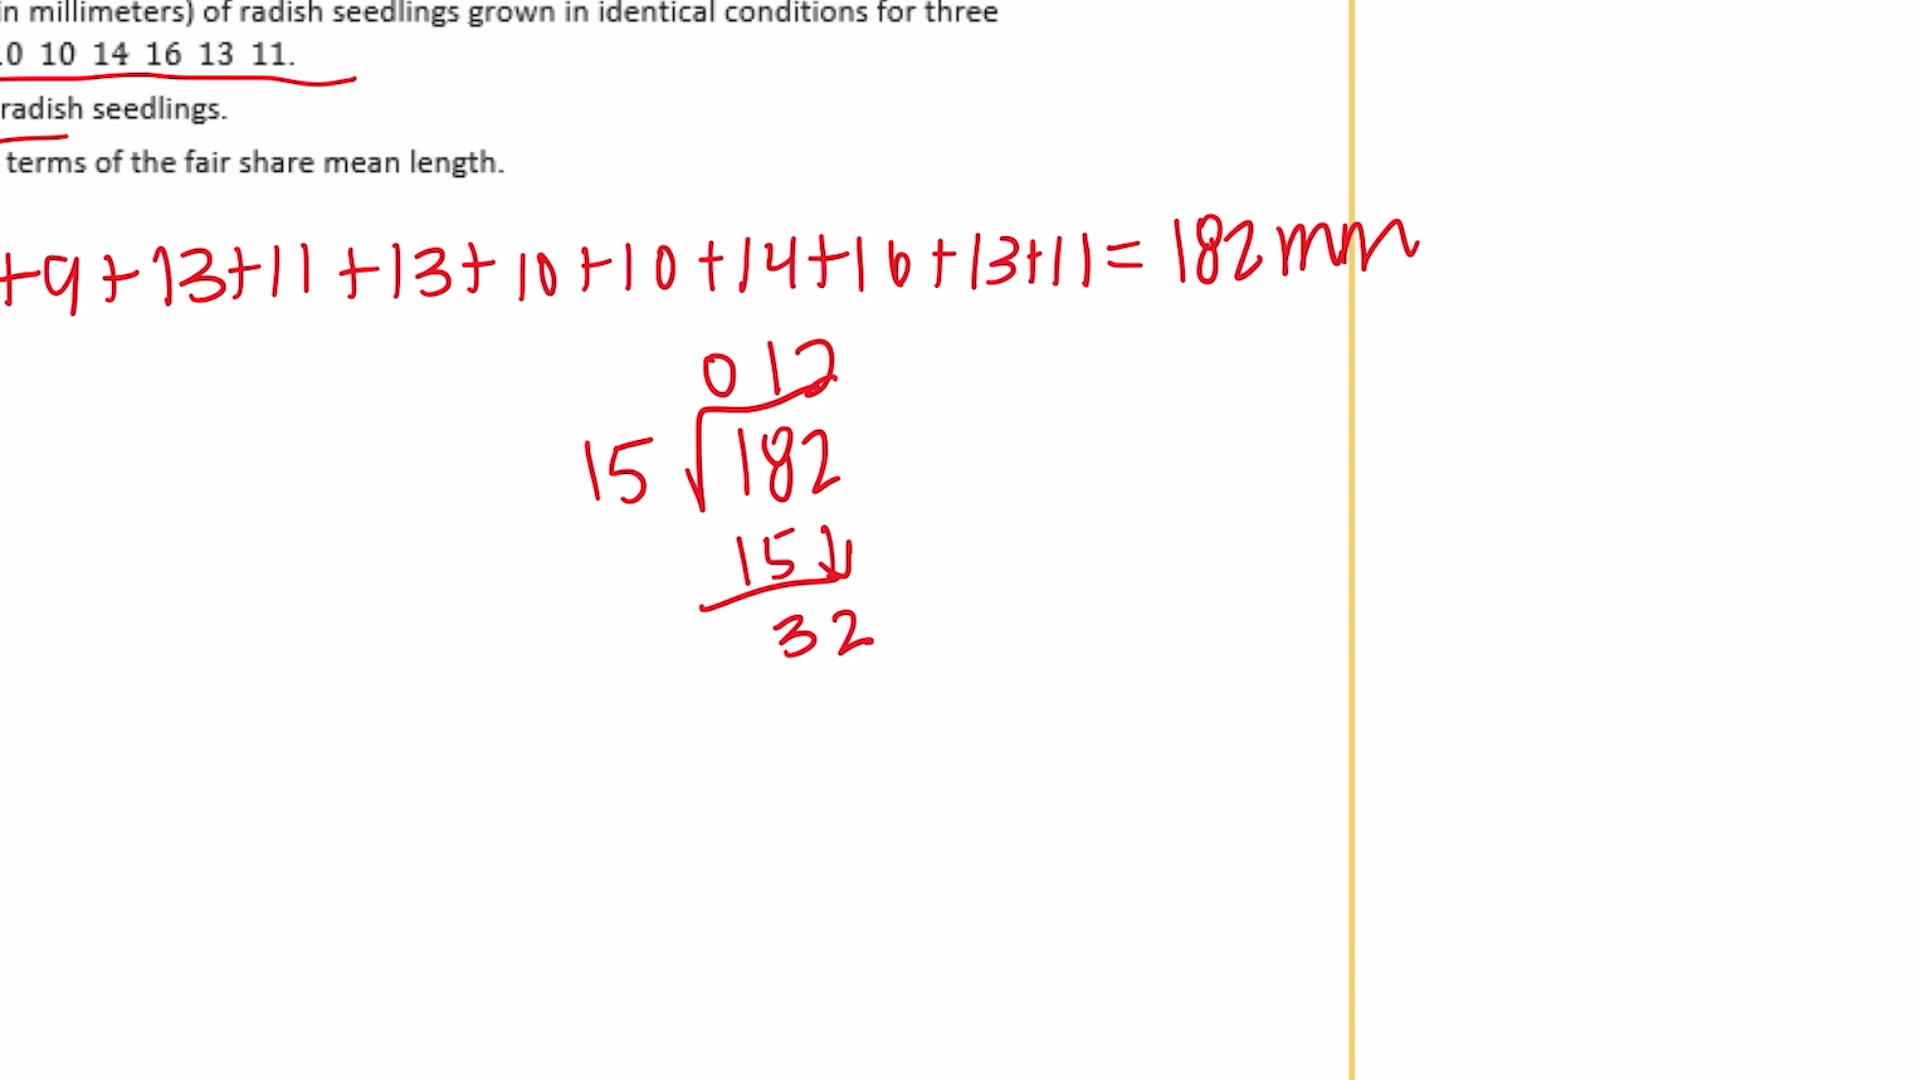 in millimeters) of radish seedlings grown in identical conditions for three
0 10 14 16 13 11.
radish seedlings.
terms of the fair share mean length.
+9+13+11+13+10+10+14+16+13+11=182mm
012
15√182
15↓
32